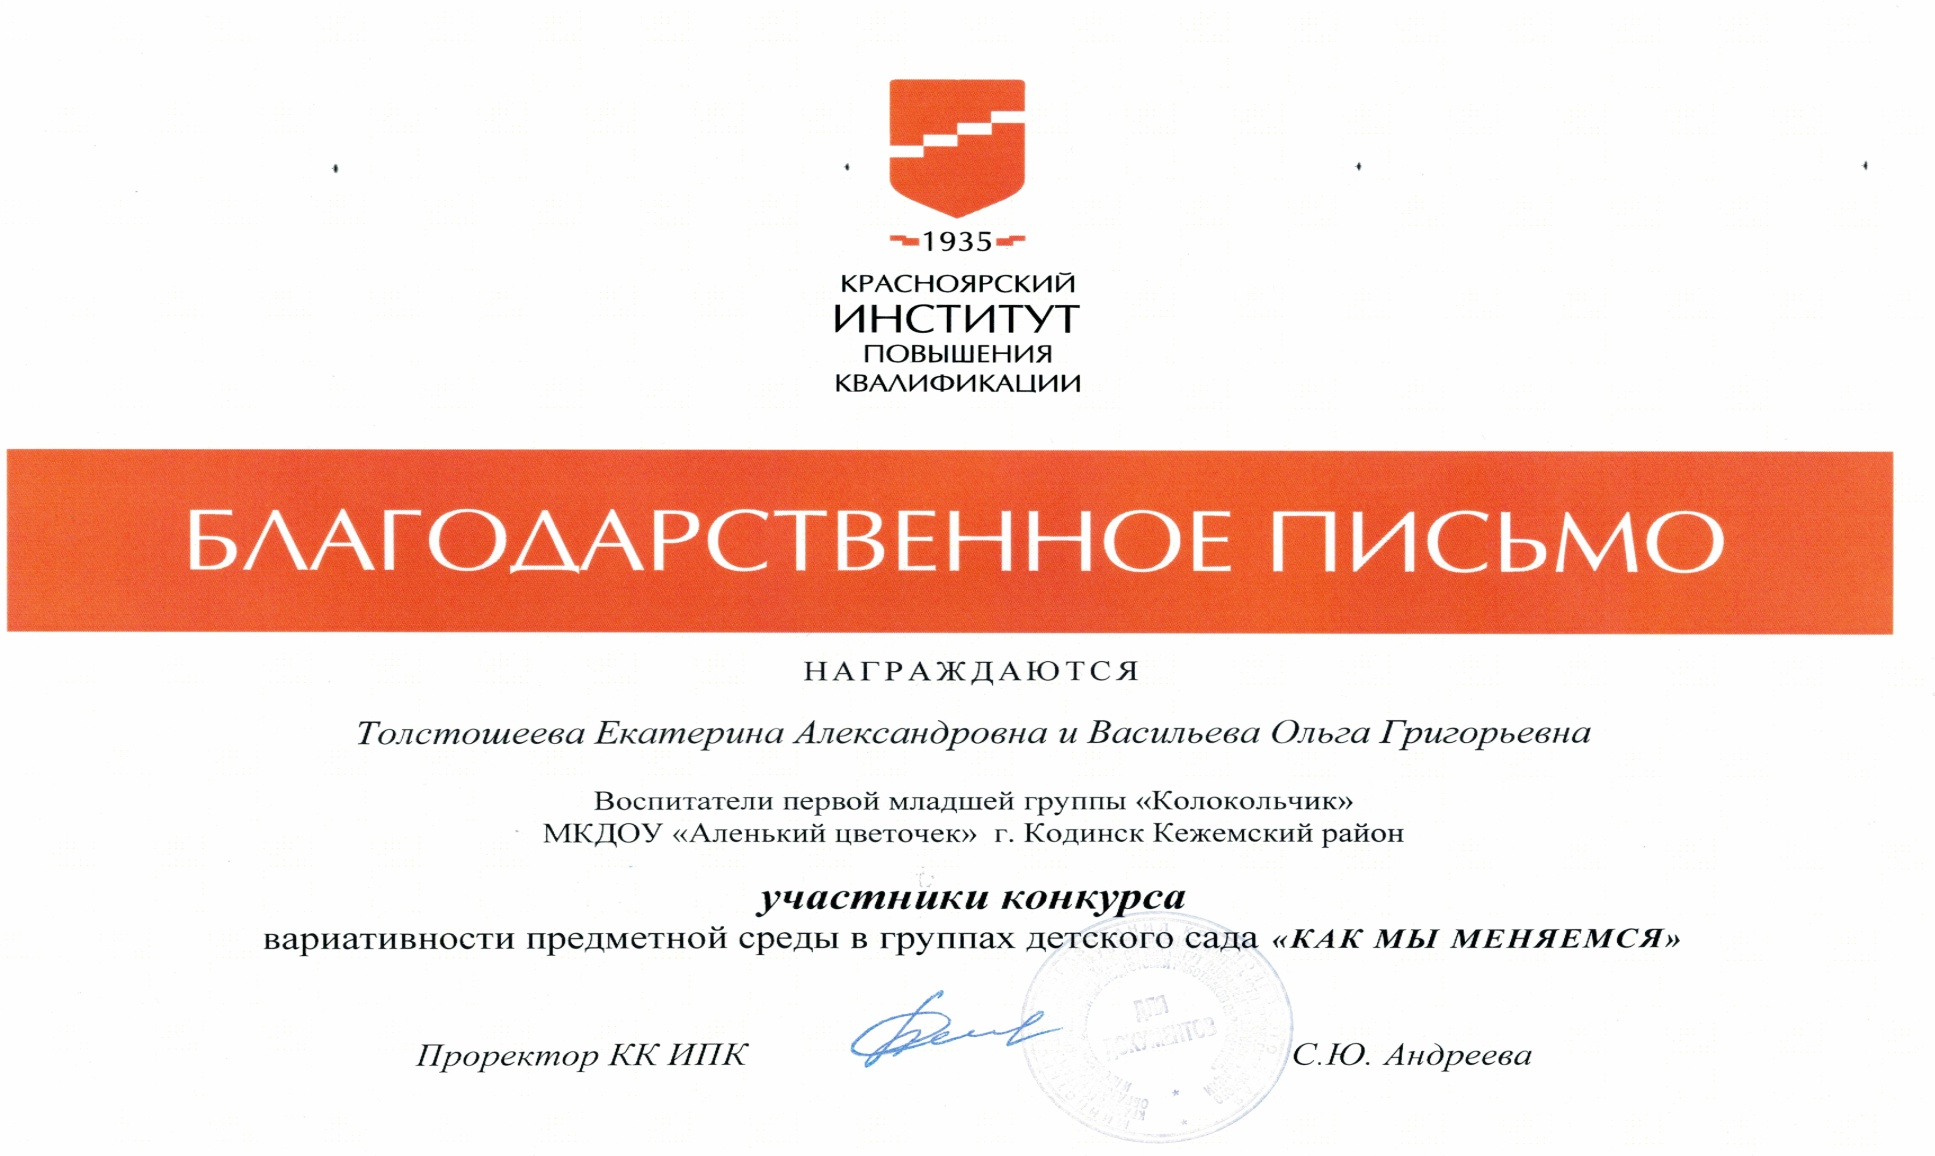 1935
КРАСНОЯРСКИЙ
ИНСТИТУТ
ПОВЫШЕНИЯ
КВАЛИФИКАЦИИ
БЛАГОДАРСТВЕННОЕ ПИСЬМО
НАГРАЖДАЮТСЯ
Толстошеева Екатерина Александровна и Васильева Ольга Григорьевна
Воспитатели первой младшей группы «Колокольчик»
МКДОУ «Аленький цветочек» г. Кодинск Кежемский район
участники конкурса
вариативности предметной среды в группах детского сада «КАК МЫ МЕНЯЕМСЯ»
ДЛЯ
ДОКУМЕНТОВ
Проректор КК ИПК С.Ю. Андреева